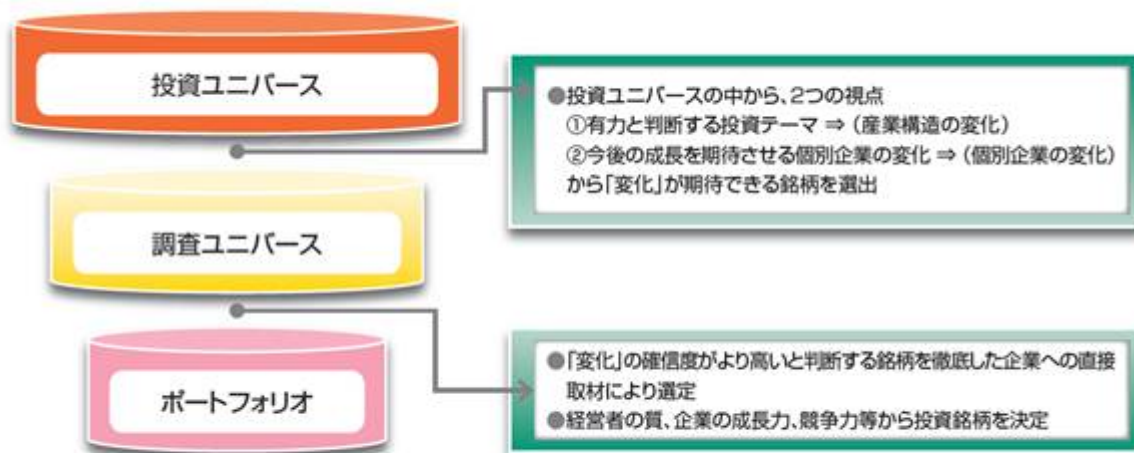 投資ユニバース
●投資ユニバースの中から、2つの視点
①有力と判断する投資テーマ ⇒ (産業構造の変化)
②今後の成長を期待させる個別企業の変化 ⇒ (個別企業の変化)
から「変化」が期待できる銘柄を選出
調査ユニバース
●「変化」の確信度がより高いと判断する銘柄を徹底した企業への直接
取材により選定
●経営者の質、企業の成長力、競争力等から投資銘柄を決定
ポートフォリオ